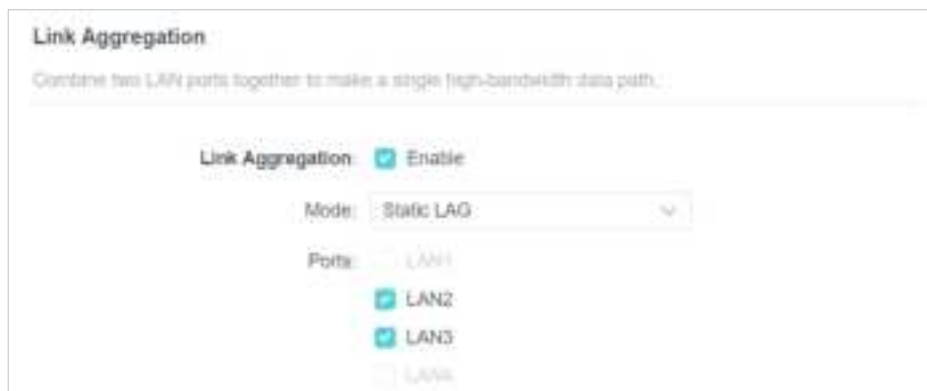 Link Aggregation
Combine two LAN ports together to make a single high-bandwidth data path.
Link Aggregation: Enable
Mode: Static LAG
Ports: LAN1
LAN2
LAN3
LAN4